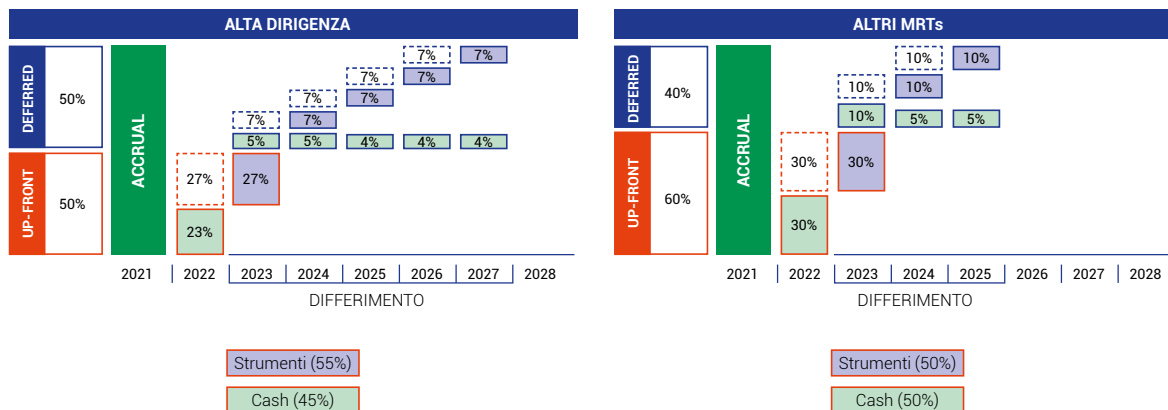 ALTA DIRIGENZA
DEFERRED
50%
UP-FRONT
50%
ACCRUAL
7% 7%
7% 7%
7% 7%
7% 7%
7%
5% 5% 4% 4% 4%
27% 27%
23%
2021 2022 2023 2024 2025 2026 2027 2028
DIFFERIMENTO
Strumenti (55%)
Cash (45%)
ALTRI MRTs
DEFERRED
40%
UP-FRONT
60%
ACCRUAL
10% 10%
10% 10%
10% 5% 5%
30% 30%
30%
2021 2022 2023 2024 2025 2026 2027 2028
DIFFERIMENTO
Strumenti (50%)
Cash (50%)